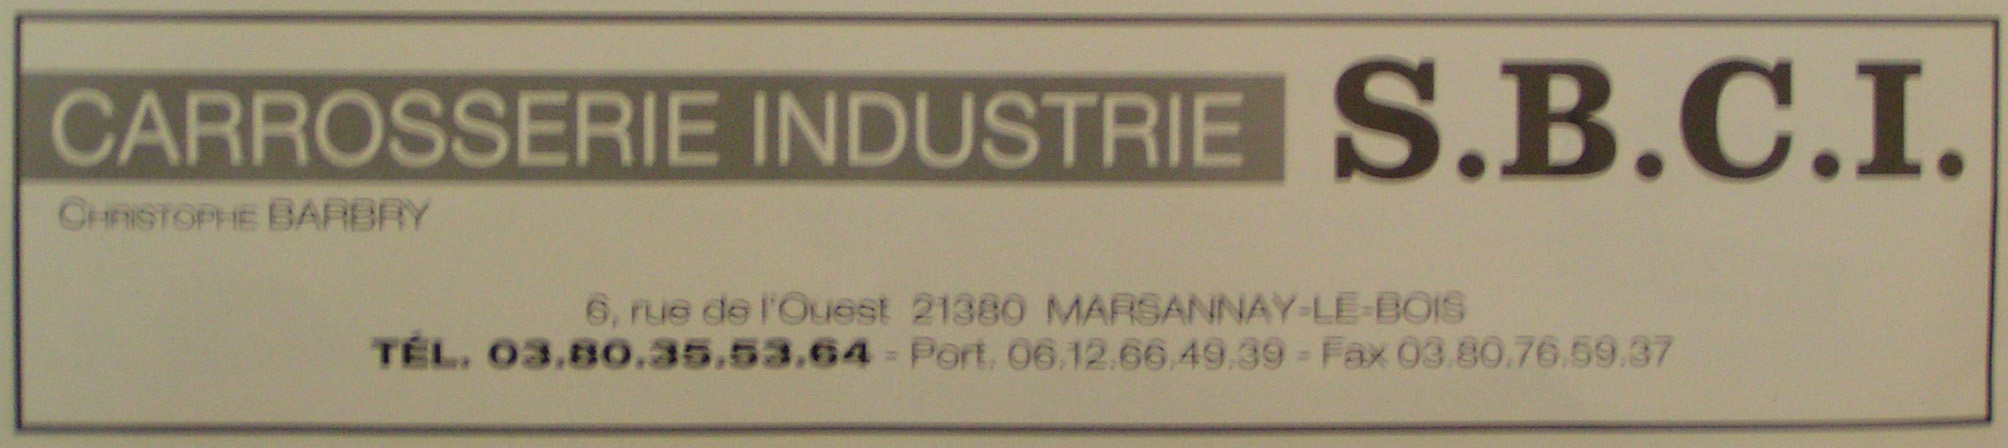 CARROSSERIE INDUSTRIE S.B.C.I.
CHRISTOPHE BARBRY
6, rue de l'Ouest 21380 MARSANNAY-LE-BOIS
TÉL. 03.80.35.53.64 - Port. 06.12.66.49.39 - Fax 03.80.76.59.37